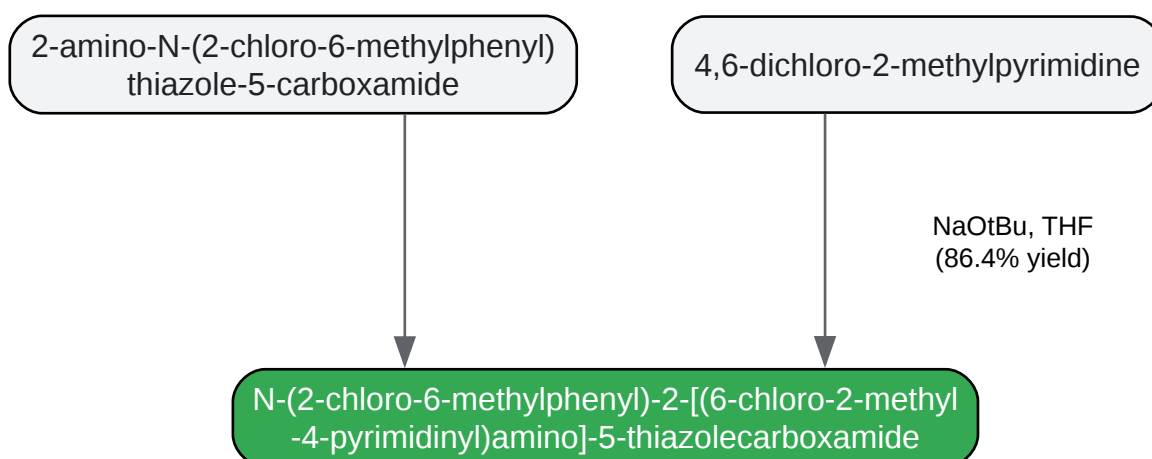 2-amino-N-(2-chloro-6-methylphenyl)
thiazole-5-carboxamide
4,6-dichloro-2-methylpyrimidine
NaOtBu, THF
(86.4% yield)
N-(2-chloro-6-methylphenyl)-2-[(6-chloro-2-methyl
-4-pyrimidinyl)amino]-5-thiazolecarboxamide